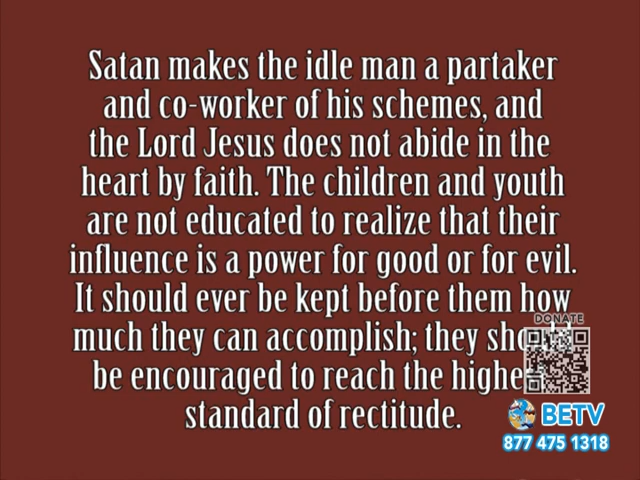 Satan makes the idle man a partaker
and co-worker of his schemes, and
the Lord Jesus does not abide in the
heart by faith. The children and youth
are not educated to realize that their
influence is a power for good or for evil.
It should ever be kept before them how
much they can accomplish; they
be encouraged to reach the
standard of rectitude.
DONATE
BETV
877 475 1318